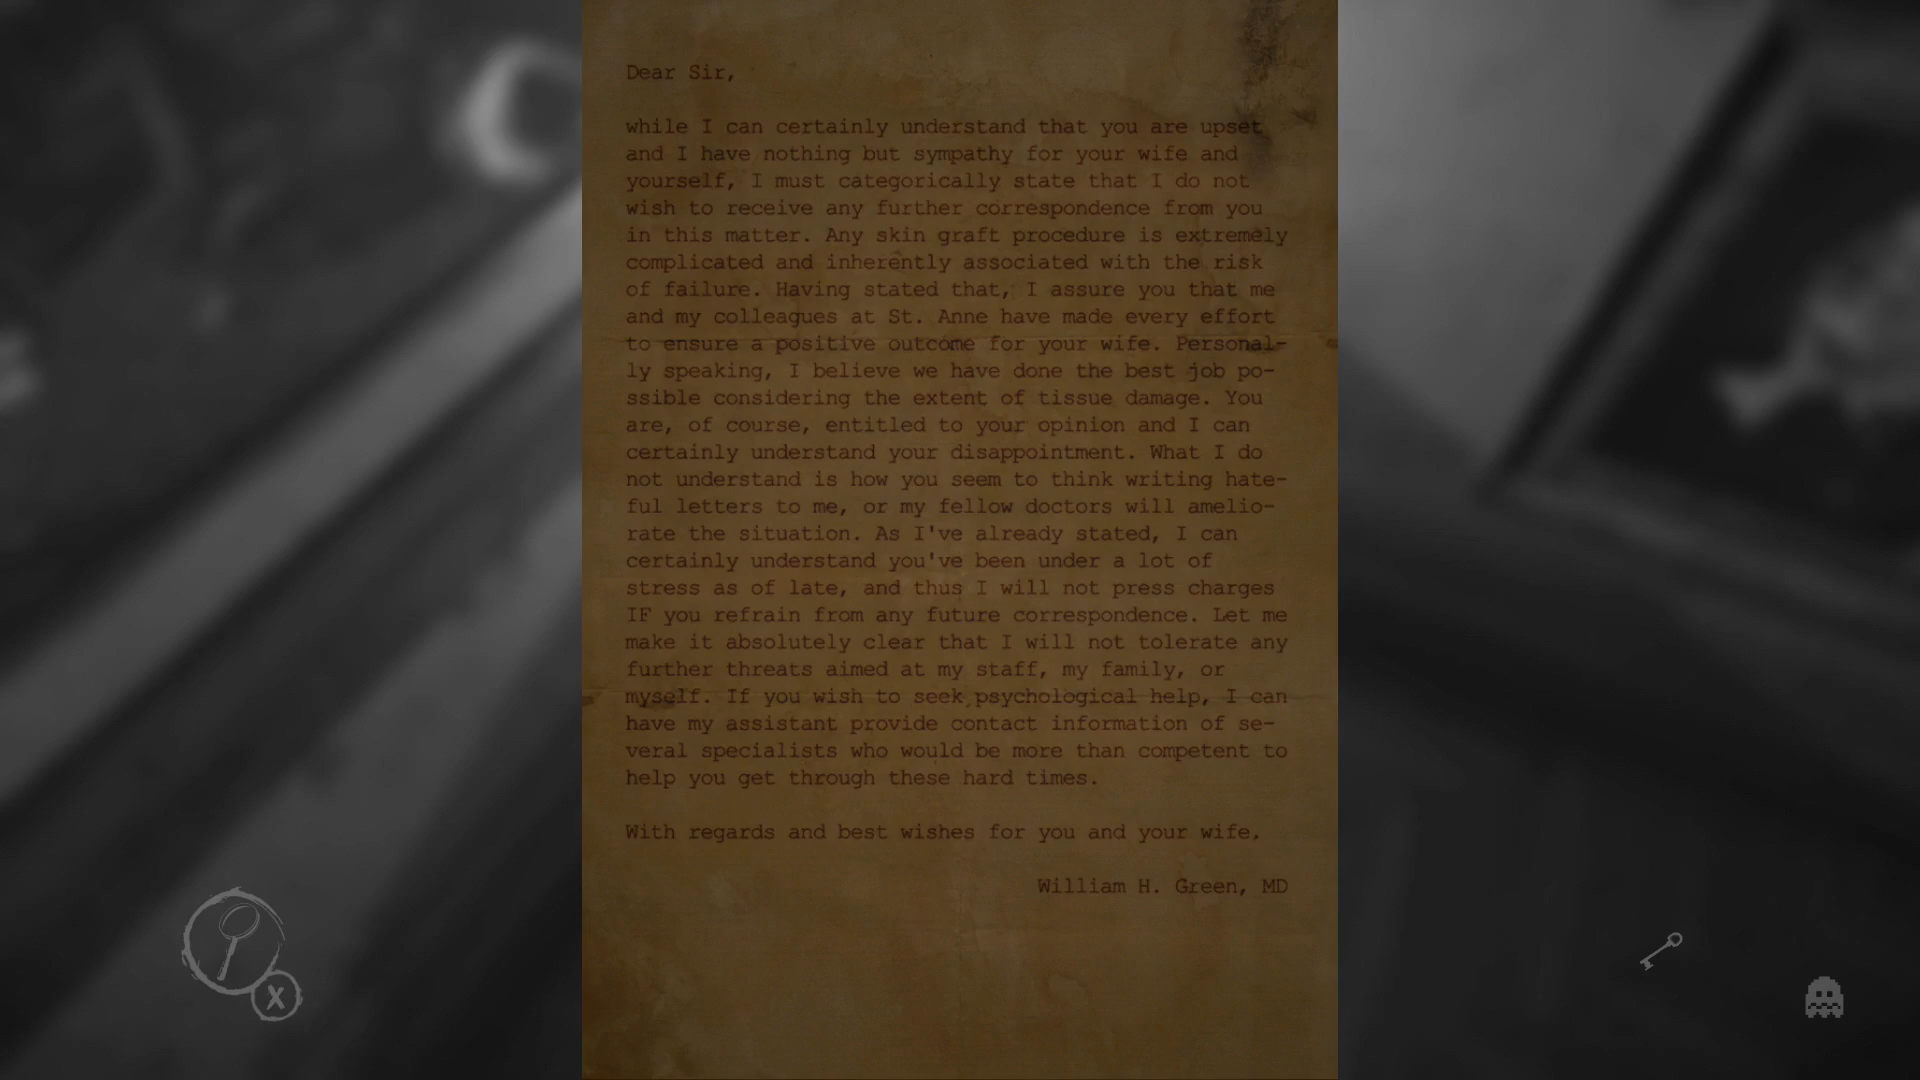 Dear Sir,
while I can certainly understand that you are upset
and I have nothing but sympathy for your wife and
yourself, I must categorically state that I do not
wish to receive any further correspondence from you
in this matter. Any skin graft procedure is extremely
complicated and inherently associated with the risk
of failure. Having stated that, I assure you that me
and my colleagues at St. Anne have made every effort
to ensure a positive outcome for your wife. Personal-
ly speaking, I believe we have done the best job po-
ssible considering the extent of tissue damage. You
are, of course, entitled to your opinion and I can
certainly understand your disappointment. What I do
not understand is how you seem to think writing hate-
ful letters to me, or my fellow doctors will amelio-
rate the situation. As I've already stated, I can
certainly understand you've been under a lot of
stress as of late, and thus I will not press charges
IF you refrain from any future correspondence. Let me
make it absolutely clear that I will not tolerate any
further threats aimed at my staff, my family, or
myself. If you wish to seek psychological help, I can
have my assistant provide contact information of se-
veral specialists who would be more than competent to
help you get through these hard times.
With regards and best wishes for you and your wife.
William H. Green, MD
X